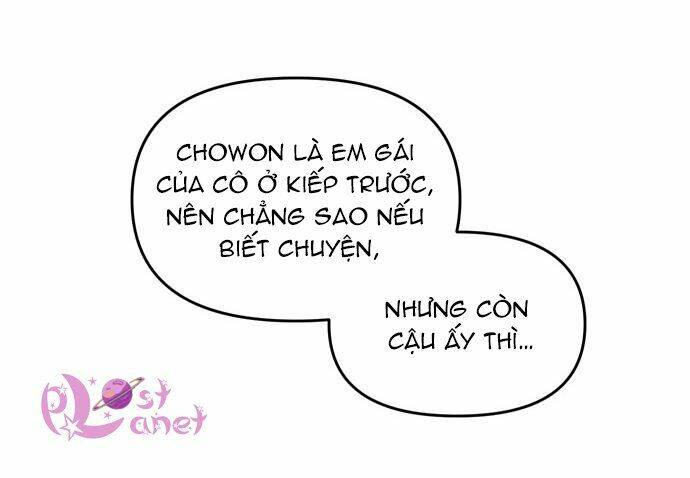 CHOWON LÀ EM GÁI
CỦA CÔ Ở KIẾP TRƯỚC,
NÊN CHẲNG SAO NẾU
BIẾT CHUYỆN,
NHƯNG CÒN
CẬU ẤY THÌ...
Lost
Planet